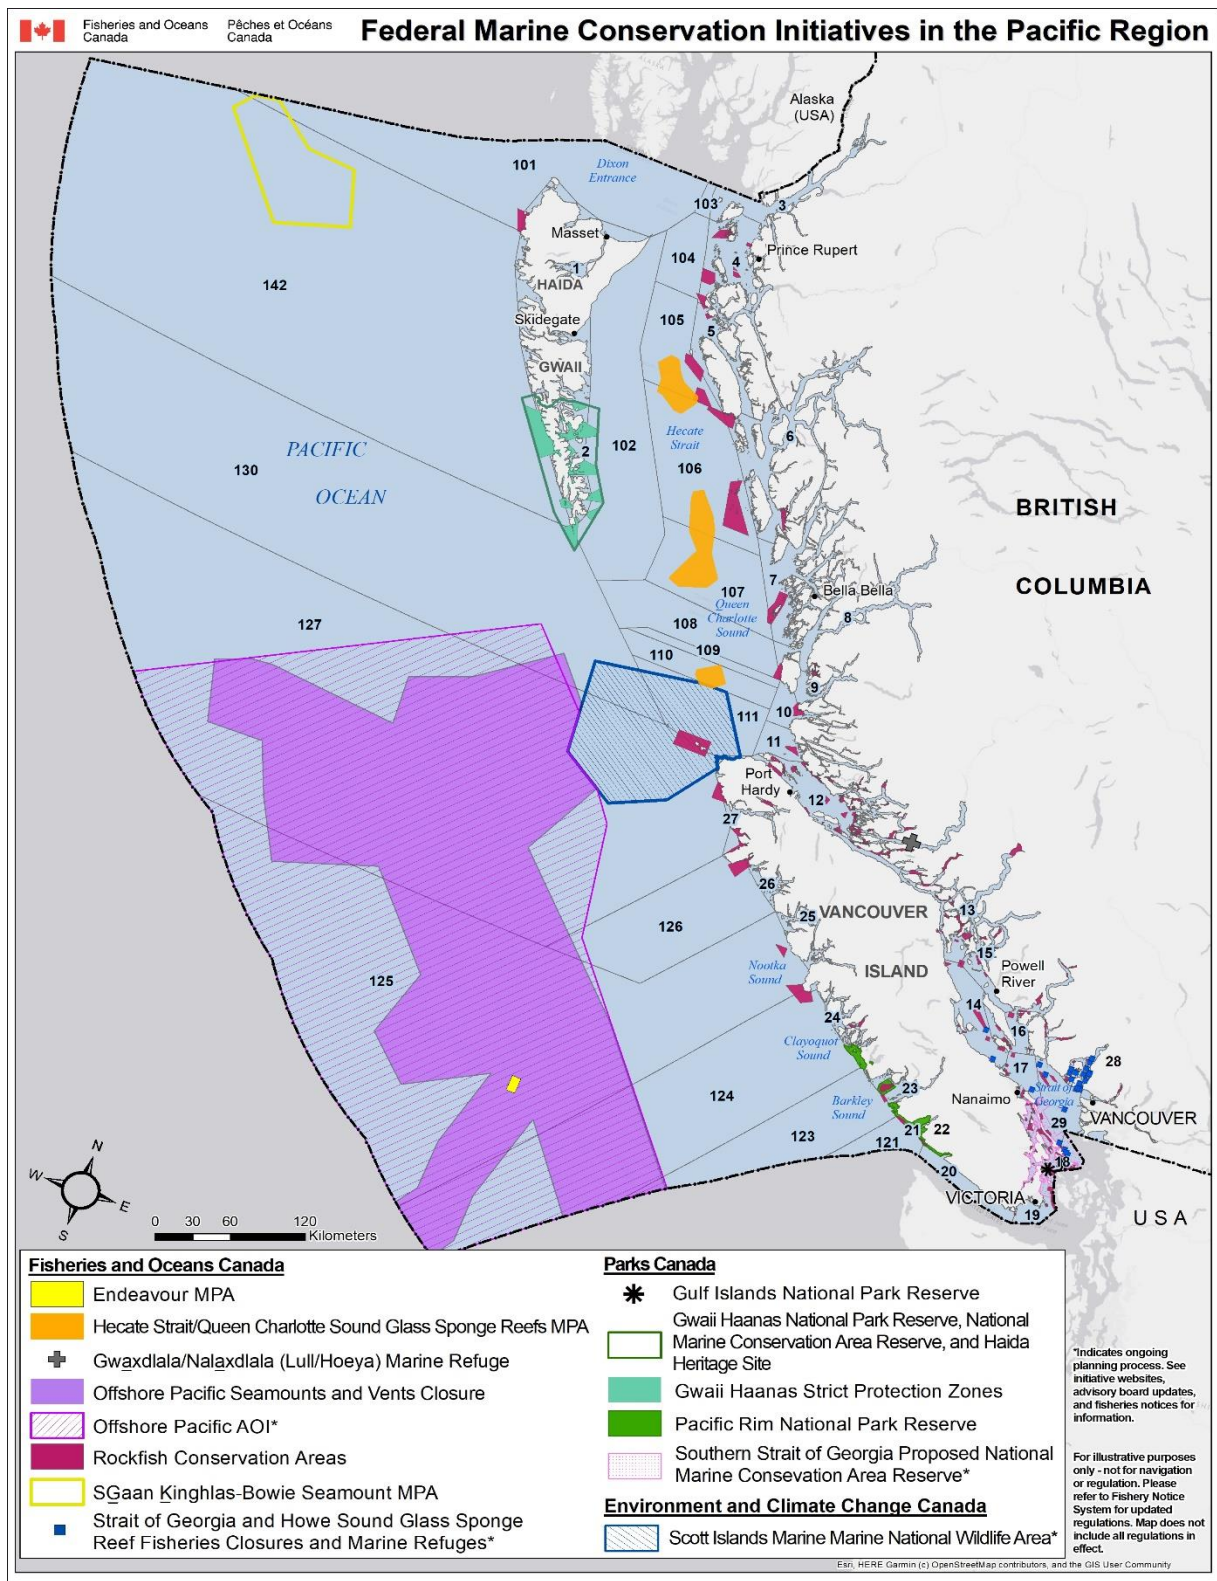 Fisheries and Oceans
Canada
Pêches et Océans
Canada
Federal Marine Conservation Initiatives in the Pacific Region
Alaska
(USA)
101
Dixon
Entrance
103
3
Masset
Prince Rupert
104
4
1
142
HAIDA
105
Skidegate
5
GWAII
Hecate
Strait
6
2
102
PACIFIC
130
106
OCEAN
BRITISH
COLUMBIA
7
107
Bella Bella
Queen
Charlotte
Sound
8
127
108
109
110
9
111
10
11
Port
Hardy
12
27
26
VANCOUVER
13
25
126
15
Nootka
Sound
ISLAND
Powell
River
125
14
24
16
Clayoquot
Sound
17
28
23
Strait of
Georgia
124
Nanaimo
Barkley
Sound
VANCOUVER
123
21
22
29
121
18
20
N
W
E
S
VICTORIA
19
USA
0 30 60 120
Kilometers
Fisheries and Oceans Canada
Endeavour MPA
Hecate Strait/Queen Charlotte Sound Glass Sponge Reefs MPA
Gwa̲xdlala/Nala̲xdlala (Lull/Hoeya) Marine Refuge
Offshore Pacific Seamounts and Vents Closure
Offshore Pacific AOI*
Rockfish Conservation Areas
SG̲aan K̲inghlas-Bowie Seamount MPA
Strait of Georgia and Howe Sound Glass Sponge
Reef Fisheries Closures and Marine Refuges*
Parks Canada
Gulf Islands National Park Reserve
Gwaii Haanas National Park Reserve, National
Marine Conservation Area Reserve, and Haida
Heritage Site
Gwaii Haanas Strict Protection Zones
Pacific Rim National Park Reserve
Southern Strait of Georgia Proposed National
Marine Consevation Area Reserve*
Environment and Climate Change Canada
Scott Islands Marine Marine National Wildlife Area*
*Indicates ongoing
planning process. See
initiative websites,
advisory board updates,
and fisheries notices for
information.
For illustrative purposes
only - not for navigation
or regulation. Please
refer to Fishery Notice
System for updated
regulations. Map does not
include all regulations in
effect.
Esri, HERE Garmin (c) OpenStreetMap contributors, and the GIS User Community